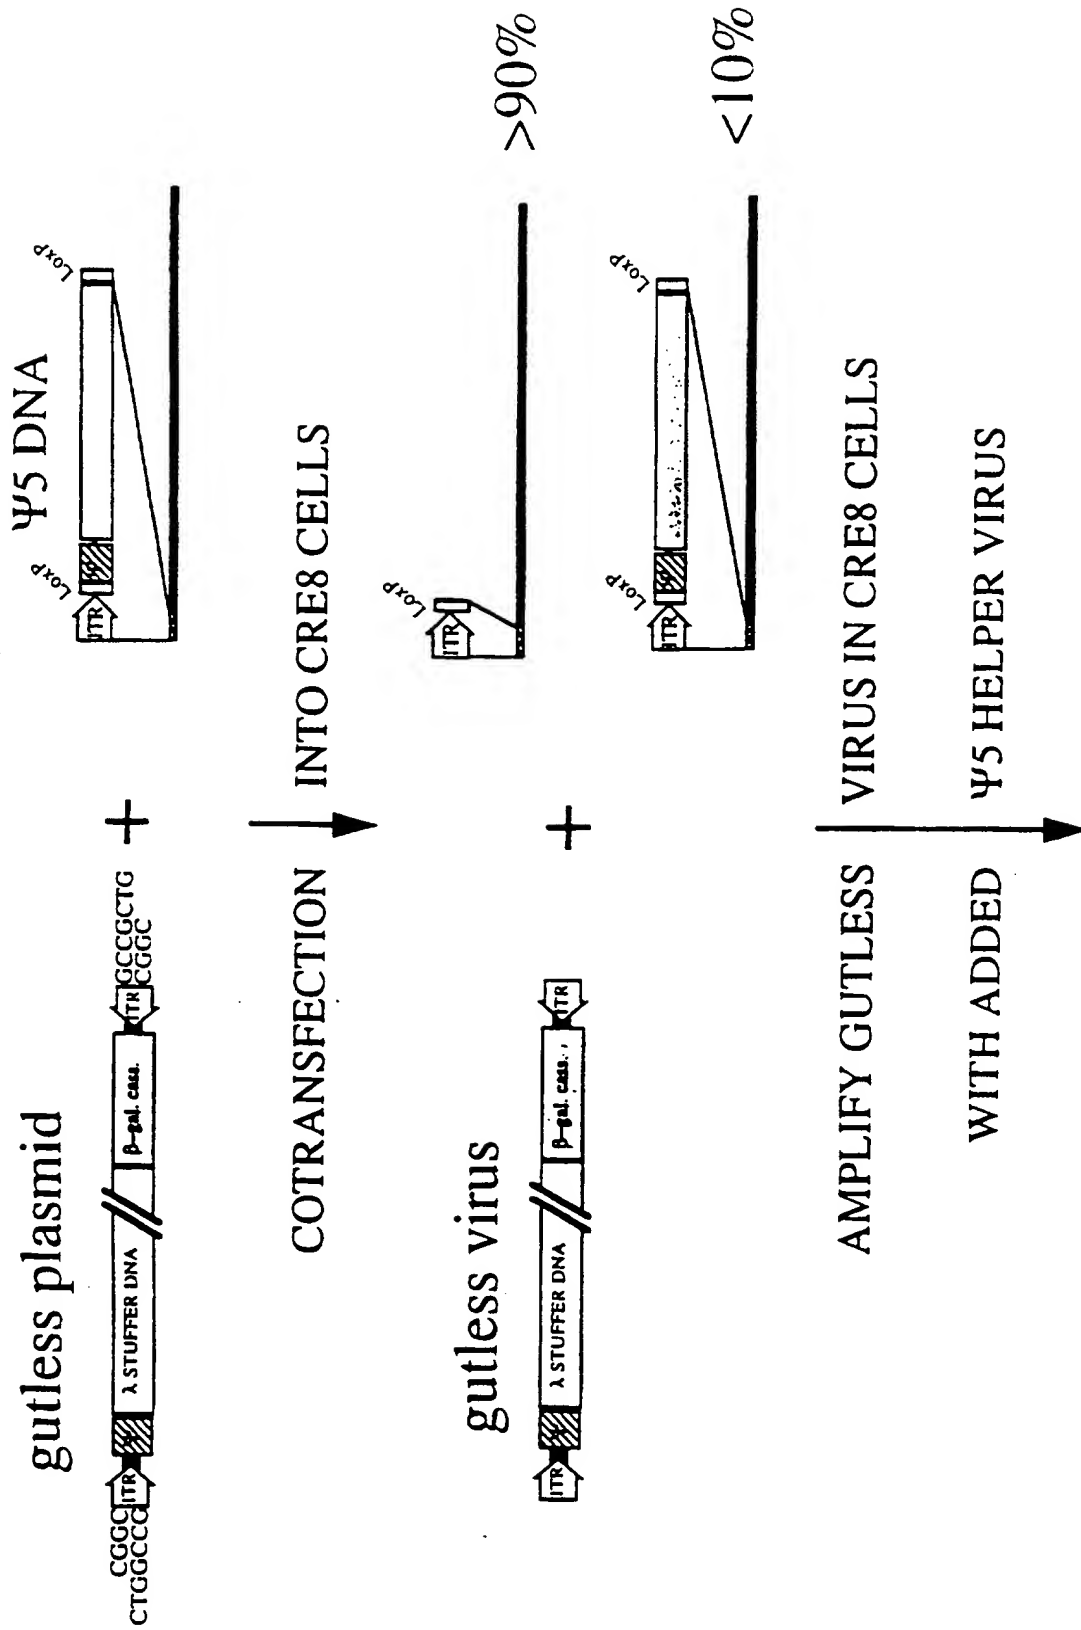 gutless plasmid
Ψ5 DNA
CGGC
CTGGCCG
ITR
Ψ
λ STUFFER DNA
β-gal. cass.
ITR
GCCGCTG
CGGC
+
ITR
LoxP
Ψ
LoxP
COTRANSFECTION INTO CRE8 CELLS
gutless virus
ITR
Ψ
λ STUFFER DNA
β-gal. cass.
ITR
+
ITR
LoxP
>90%
ITR
LoxP
Ψ
LoxP
<10%
AMPLIFY GUTLESS VIRUS IN CRE8 CELLS
WITH ADDED Ψ5 HELPER VIRUS